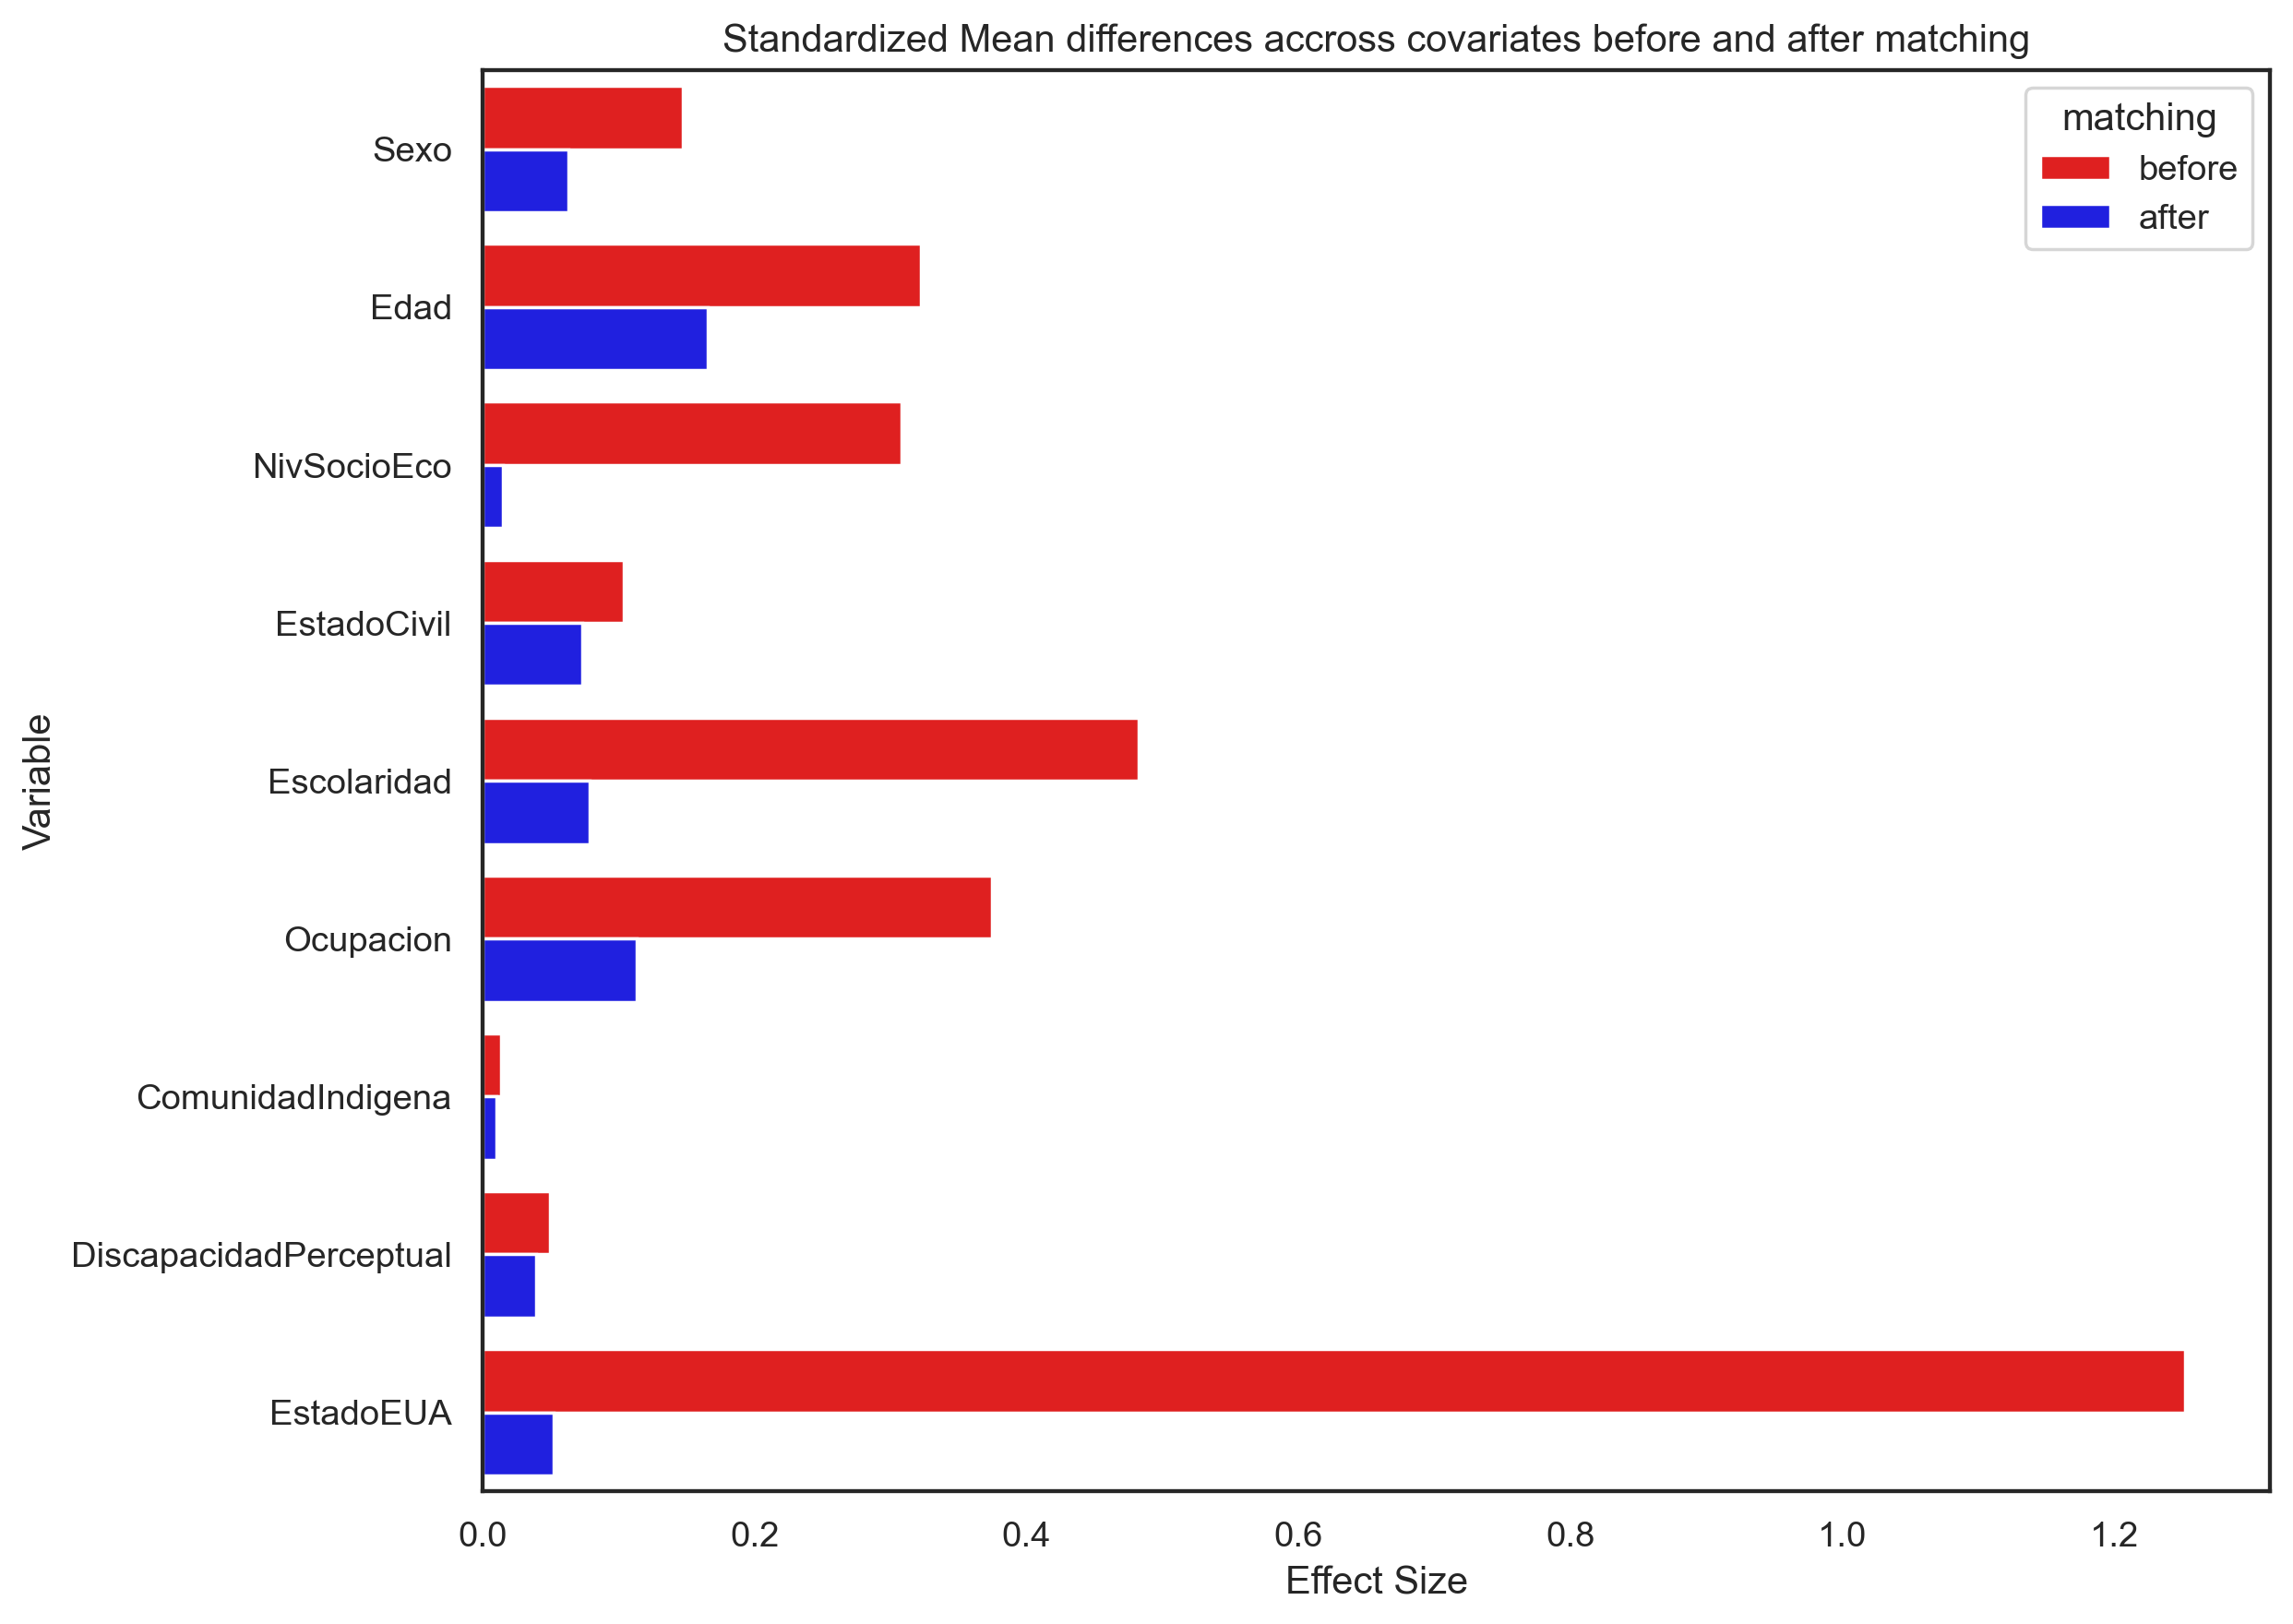 Standardized Mean differences accross covariates before and after matching
matching
before
after
Sexo
Edad
NivSocioEco
EstadoCivil
Escolaridad
Ocupacion
ComunidadIndigena
DiscapacidadPerceptual
EstadoEUA
Variable
0.0 0.2 0.4 0.6 0.8 1.0 1.2
Effect Size